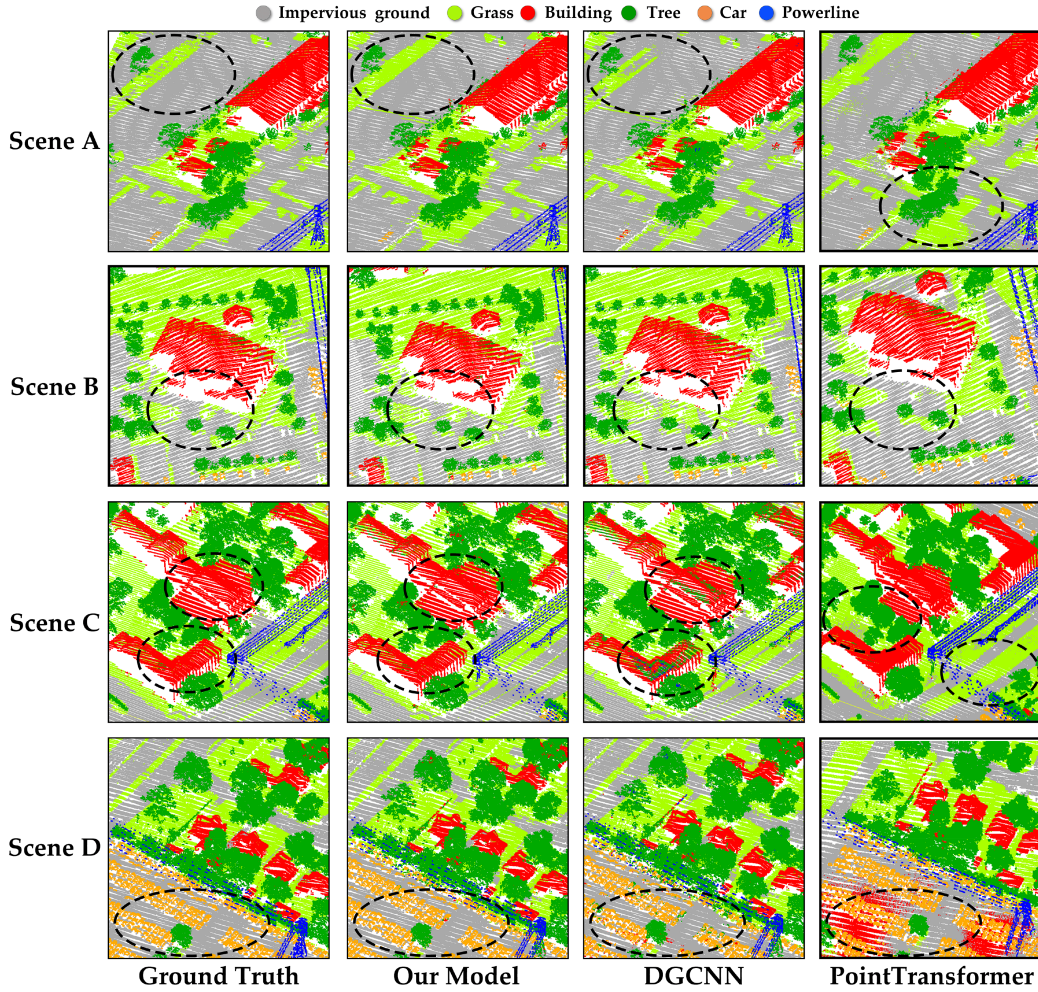 Impervious ground Grass Building Tree Car Powerline
Scene A
Scene B
Scene C
Scene D
Ground Truth Our Model DGCNN PointTransformer